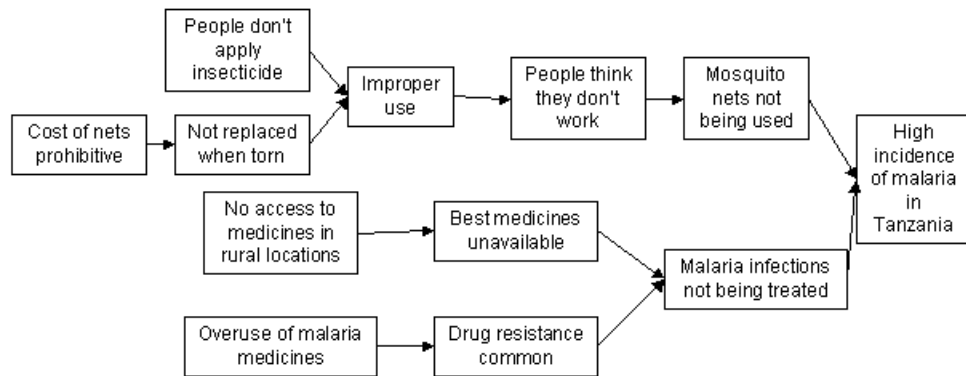 People don't
apply
insecticide
Improper
use
People think
they don't
work
Mosquito
nets not
being used
Cost of nets
prohibitive
Not replaced
when torn
High
incidence
of malaria
in
Tanzania
No access to
medicines in
rural locations
Best medicines
unavailable
Malaria infections
not being treated
Overuse of malaria
medicines
Drug resistance
common